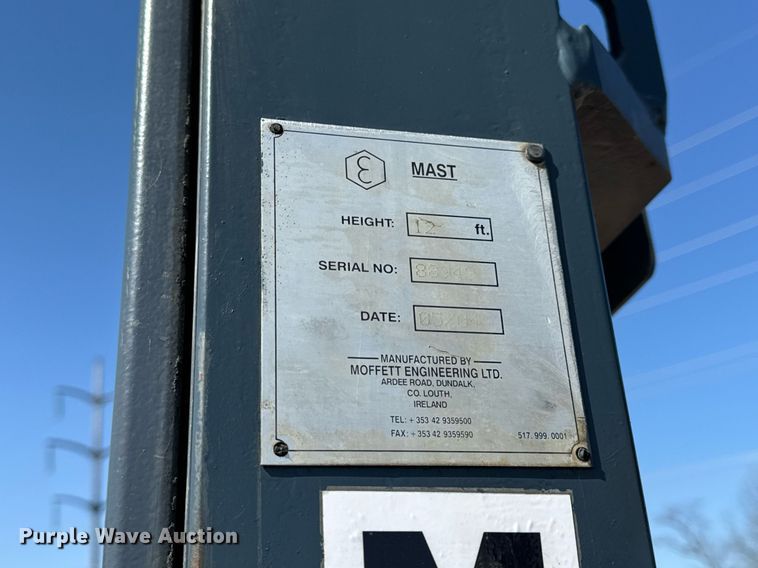 MAST
HEIGHT: 12 ft.
SERIAL NO:
DATE:
MANUFACTURED BY
MOFFETT ENGINEERING LTD.
ARDEE ROAD, DUNDALK,
CO. LOUTH,
IRELAND
TEL: + 353 42 9359500
FAX: + 353 42 9359590
517. 999. 0001
M
Purple Wave Auction